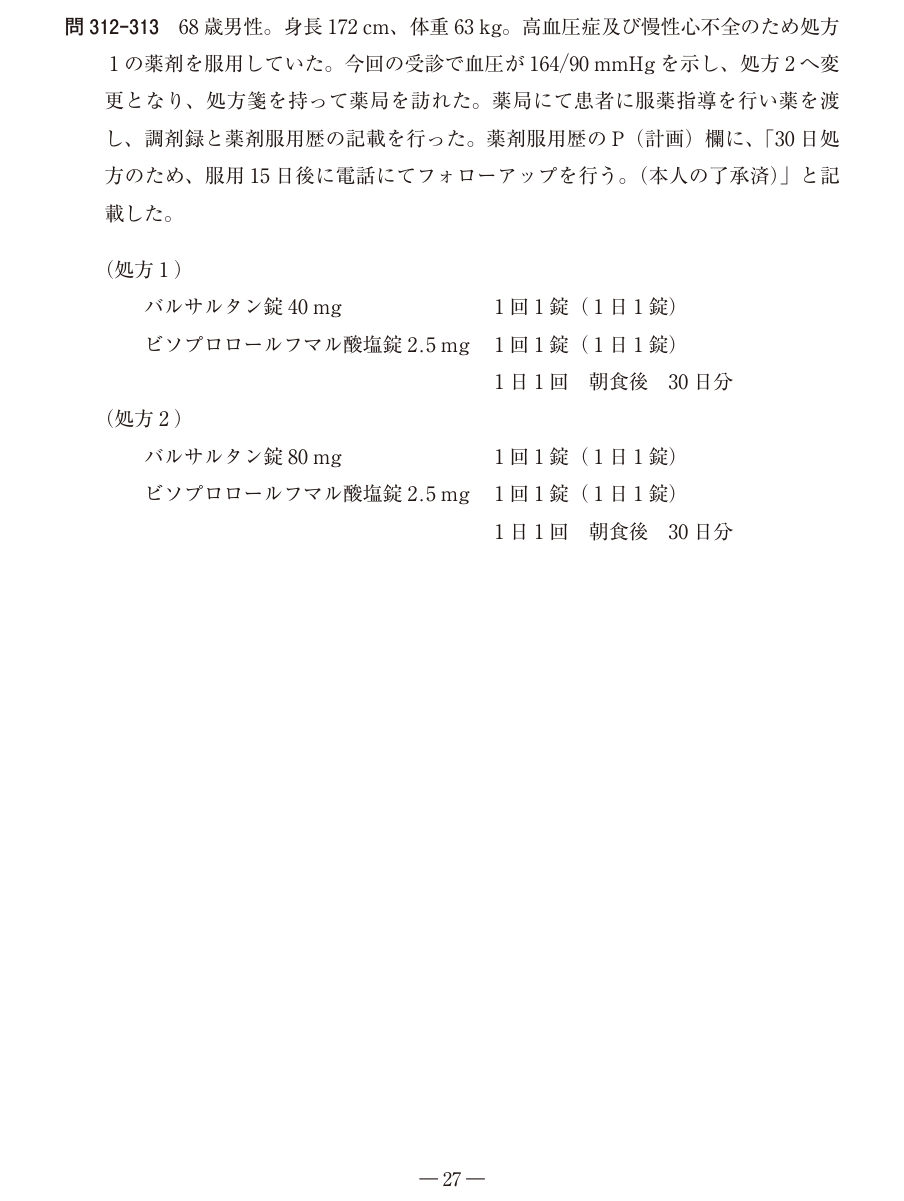 問 312-313 68 歳男性。身長 172 cm、体重 63 kg。高血圧症及び慢性心不全のため処方
１の薬剤を服用していた。今回の受診で血圧が 164/90 mmHg を示し、処方２へ変
更となり、処方箋を持って薬局を訪れた。薬局にて患者に服薬指導を行い薬を渡
し、調剤録と薬剤服用歴の記載を行った。薬剤服用歴のＰ（計画）欄に、「30 日処
方のため、服用 15 日後に電話にてフォローアップを行う。（本人の了承済）」と記
載した。
（処方１）
バルサルタン錠 40 mg １回１錠（１日１錠）
ビソプロロールフマル酸塩錠 2.5 mg １回１錠（１日１錠）
１日１回 朝食後 30 日分
（処方２）
バルサルタン錠 80 mg １回１錠（１日１錠）
ビソプロロールフマル酸塩錠 2.5 mg １回１錠（１日１錠）
１日１回 朝食後 30 日分
― 27 ―